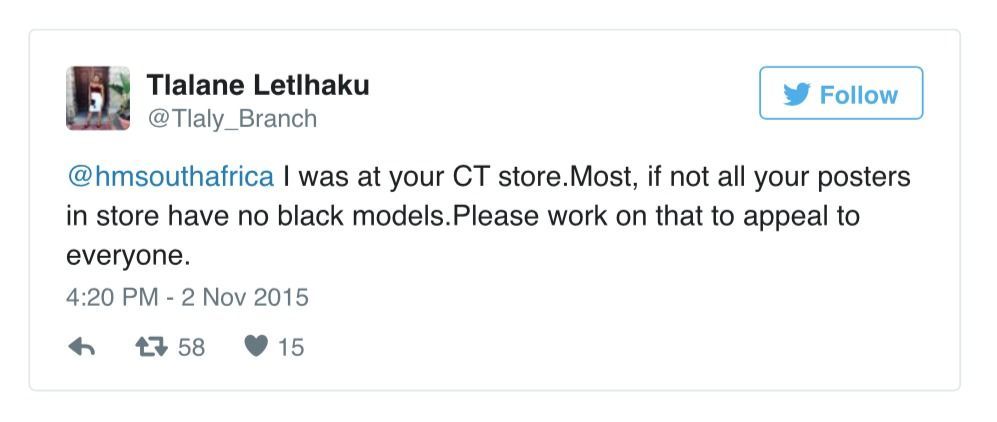 Tlalane Letlhaku
@Tlaly_Branch
Follow
@hmsouthafrica I was at your CT store.Most, if not all your posters
in store have no black models.Please work on that to appeal to
everyone.
4:20 PM - 2 Nov 2015
58 15